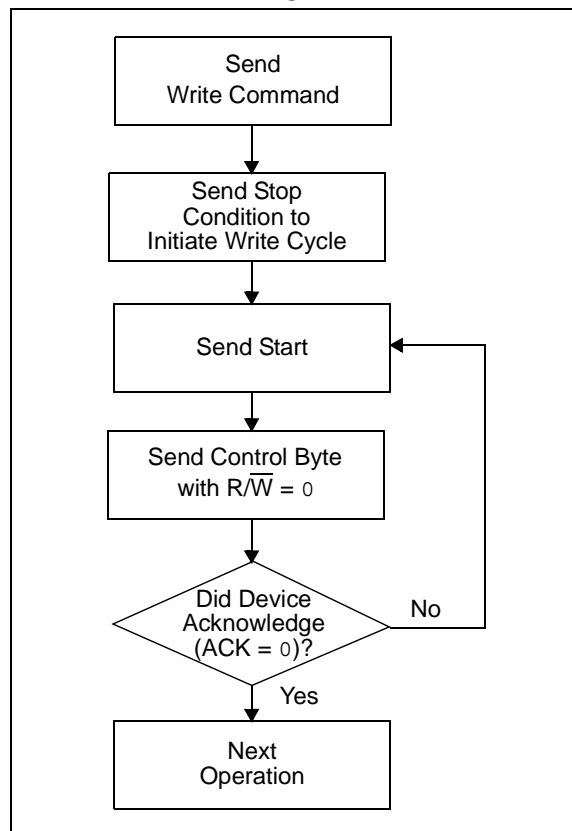 Send
Write Command
Send Stop
Condition to
Initiate Write Cycle
Send Start
Send Control Byte
with R/W̅ = 0
Did Device
Acknowledge
(ACK = 0)?
No
Yes
Next
Operation